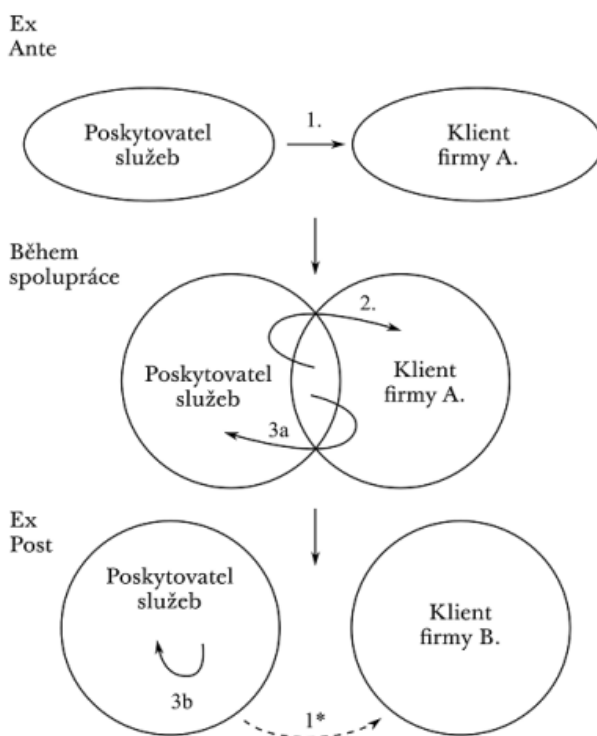 Ex
Ante
Poskytovatel
služeb
1.
Klient
firmy A.
Během
spolupráce
2.
Poskytovatel
služeb
Klient
firmy A.
3a
Ex
Post
Poskytovatel
služeb
Klient
firmy B.
3b
1*